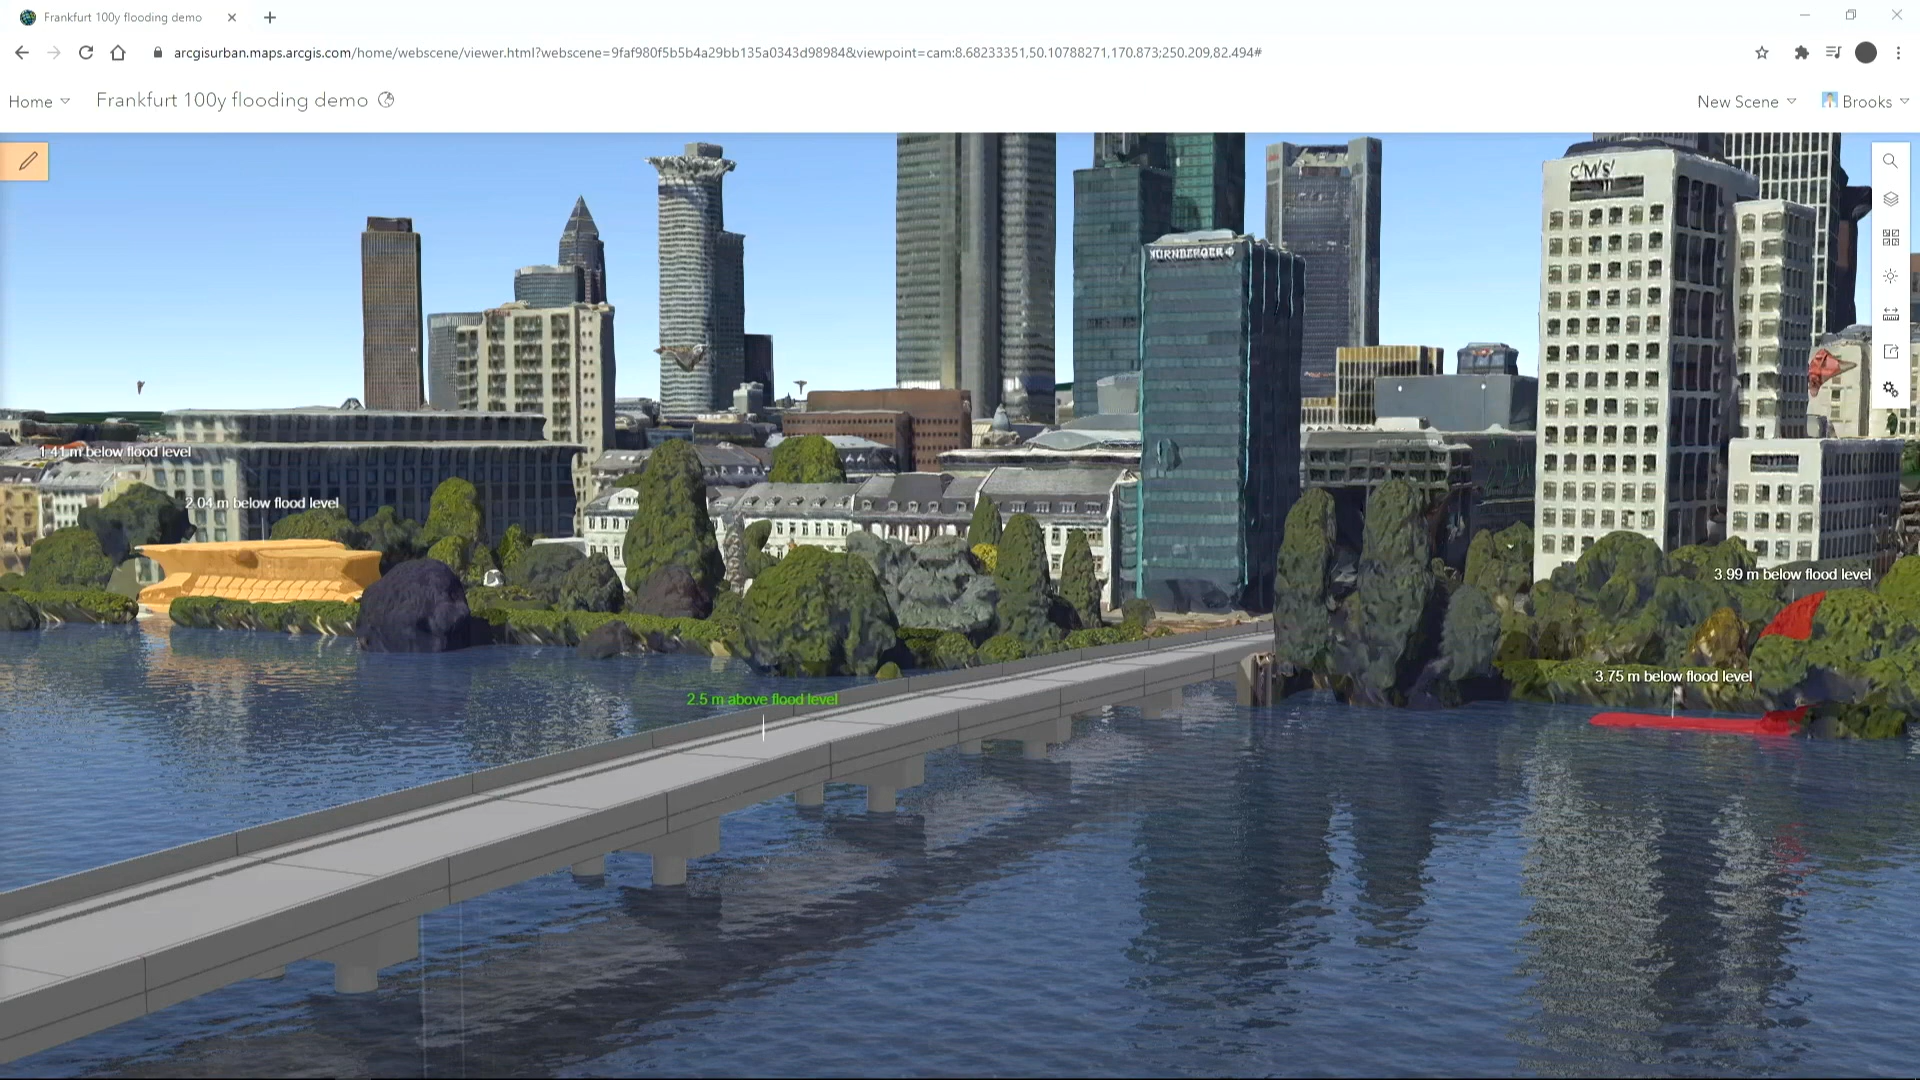 Frankfurt 100y flooding demo
arcgisurban.maps.arcgis.com/home/webscene/viewer.html?webscene=9faf980f5b5b4a29bb135a0343d98984&viewpoint=cam:8.68233351,50.10788271,170.873;250.209,82.494#
Home
Frankfurt 100y flooding demo
New Scene
Brooks
C/M/S/
NÜRNBERGER
1.41 m below flood level
2.04 m below flood level
3.99 m below flood level
3.75 m below flood level
2.5 m above flood level